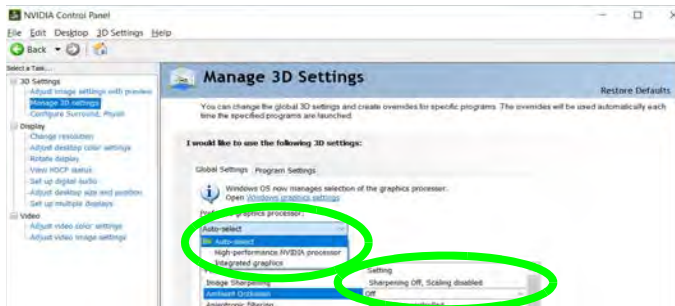 NVIDIA Control Panel
File Edit Desktop 3D Settings Help
Back
Select a Task...
3D Settings
Adjust image settings with preview
Manage 3D settings
Configure Surround, PhysX
Display
Change resolution
Adjust desktop color settings
Rotate display
View HDCP status
Set up digital audio
Adjust desktop size and position
Set up multiple displays
Video
Adjust video color settings
Adjust video image settings
Manage 3D Settings
Restore Defaults
You can change the global 3D settings and create overrides for specific programs. The overrides will be used automatically each
time the specified programs are launched.
I would like to use the following 3D settings:
Global Settings Program Settings
Windows OS now manages selection of the graphics processor.
Open Windows graphics settings
graphics processor:
Auto-select
Auto-select
High-performance NVIDIA processor
Integrated graphics
Setting
Image Sharpening Sharpening Off, Scaling disabled
Ambient Occlusion Off
Anisotropic filtering